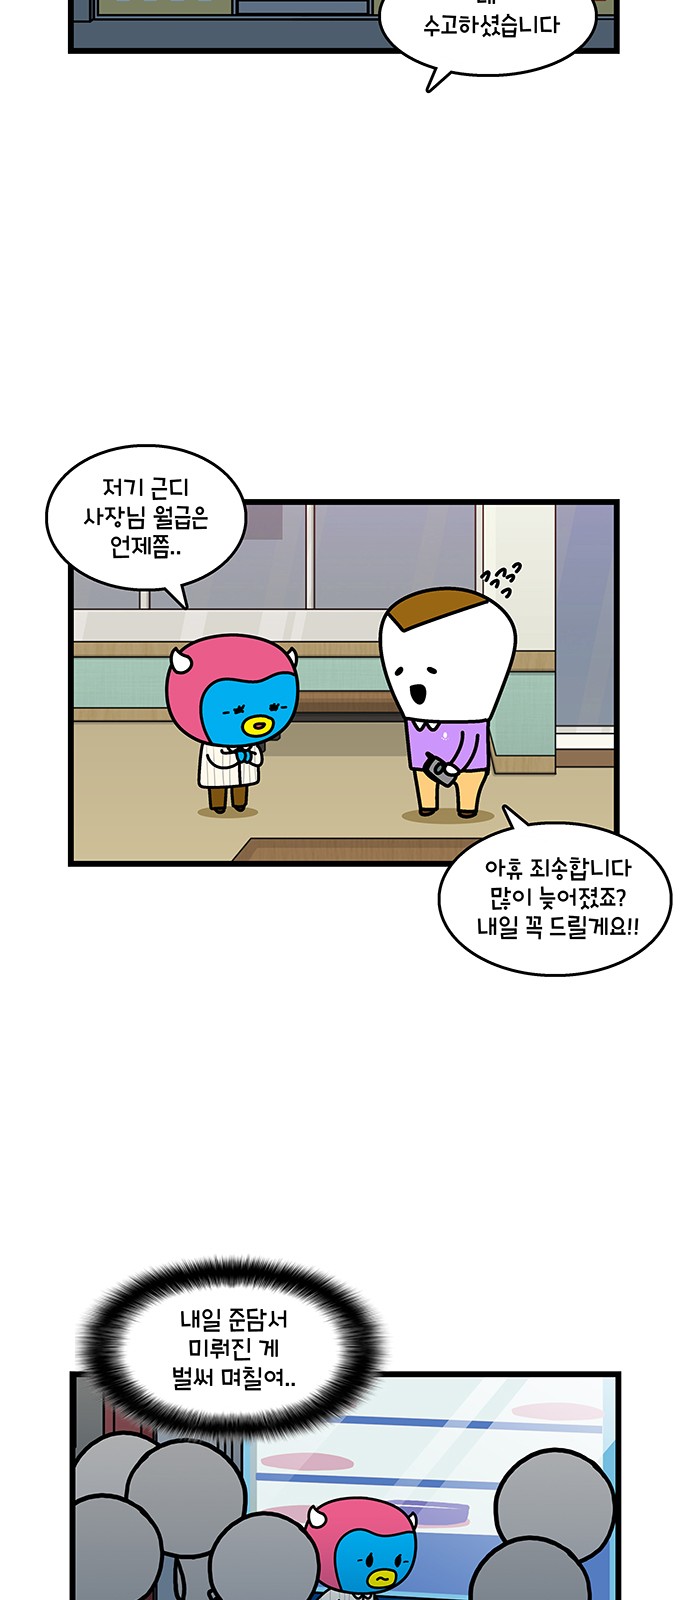 수고하셨습니다
저기 근디
사장님 월급은
언제쯤..
아휴 죄송합니다
많이 늦어졌죠?
내일 꼭 드릴게요!!
내일 준담서
미뤄진 게
벌써 며칠여..